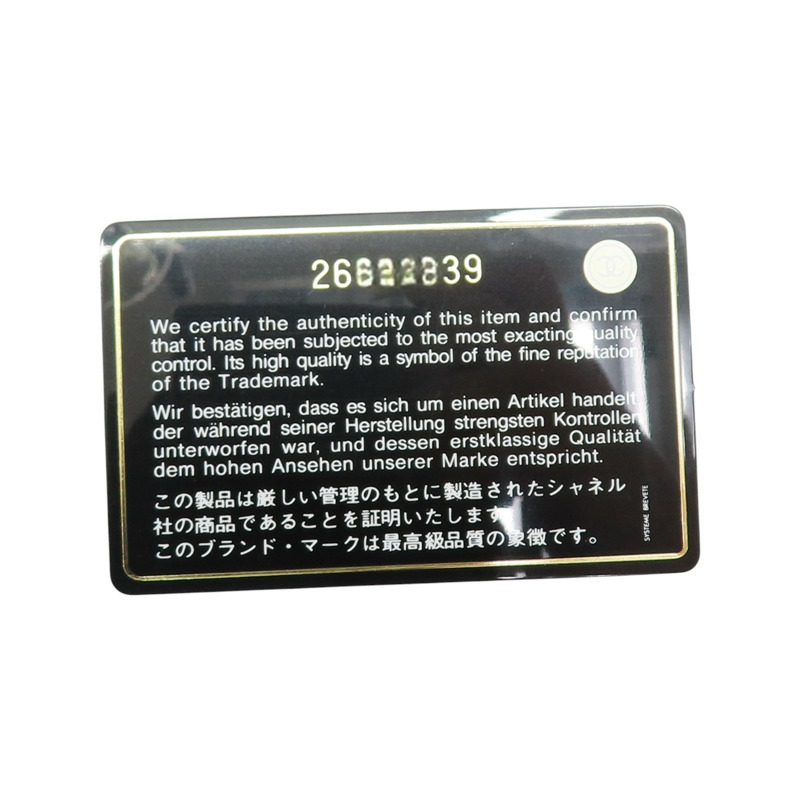 We certify the authenticity of this item and confirm
that it has been subjected to the most exacting quality
control. Its high quality is a symbol of the fine reputation
of the Trademark.
Wir bestätigen, dass es sich um einen Artikel handelt,
der während seiner Herstellung strengsten Kontrollen
unterworfen war, und dessen erstklassige Qualität
dem hohen Ansehen unserer Marke entspricht.
この製品は厳しい管理のもとに製造されたシャネル
社の商品であることを証明いたします。
このブランド・マークは最高級品質の象徴です。
SYSTEME BREVETE